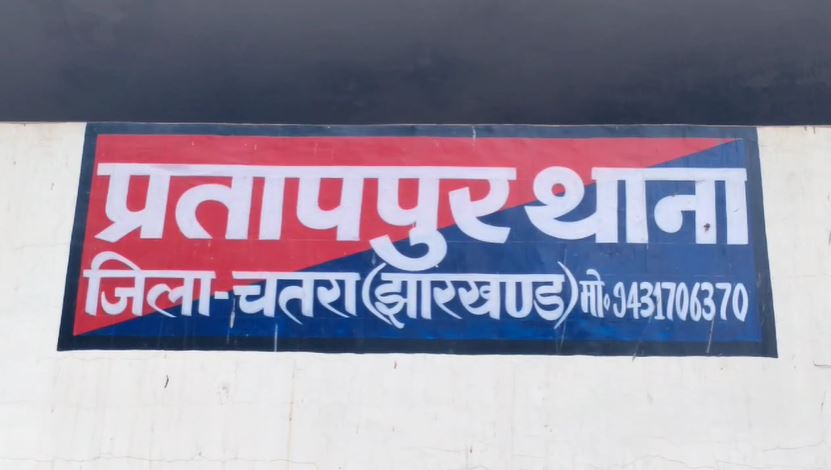 प्रतापपुर थाना
जिला-चतरा (झारखण्ड) मो॰ 9431706370